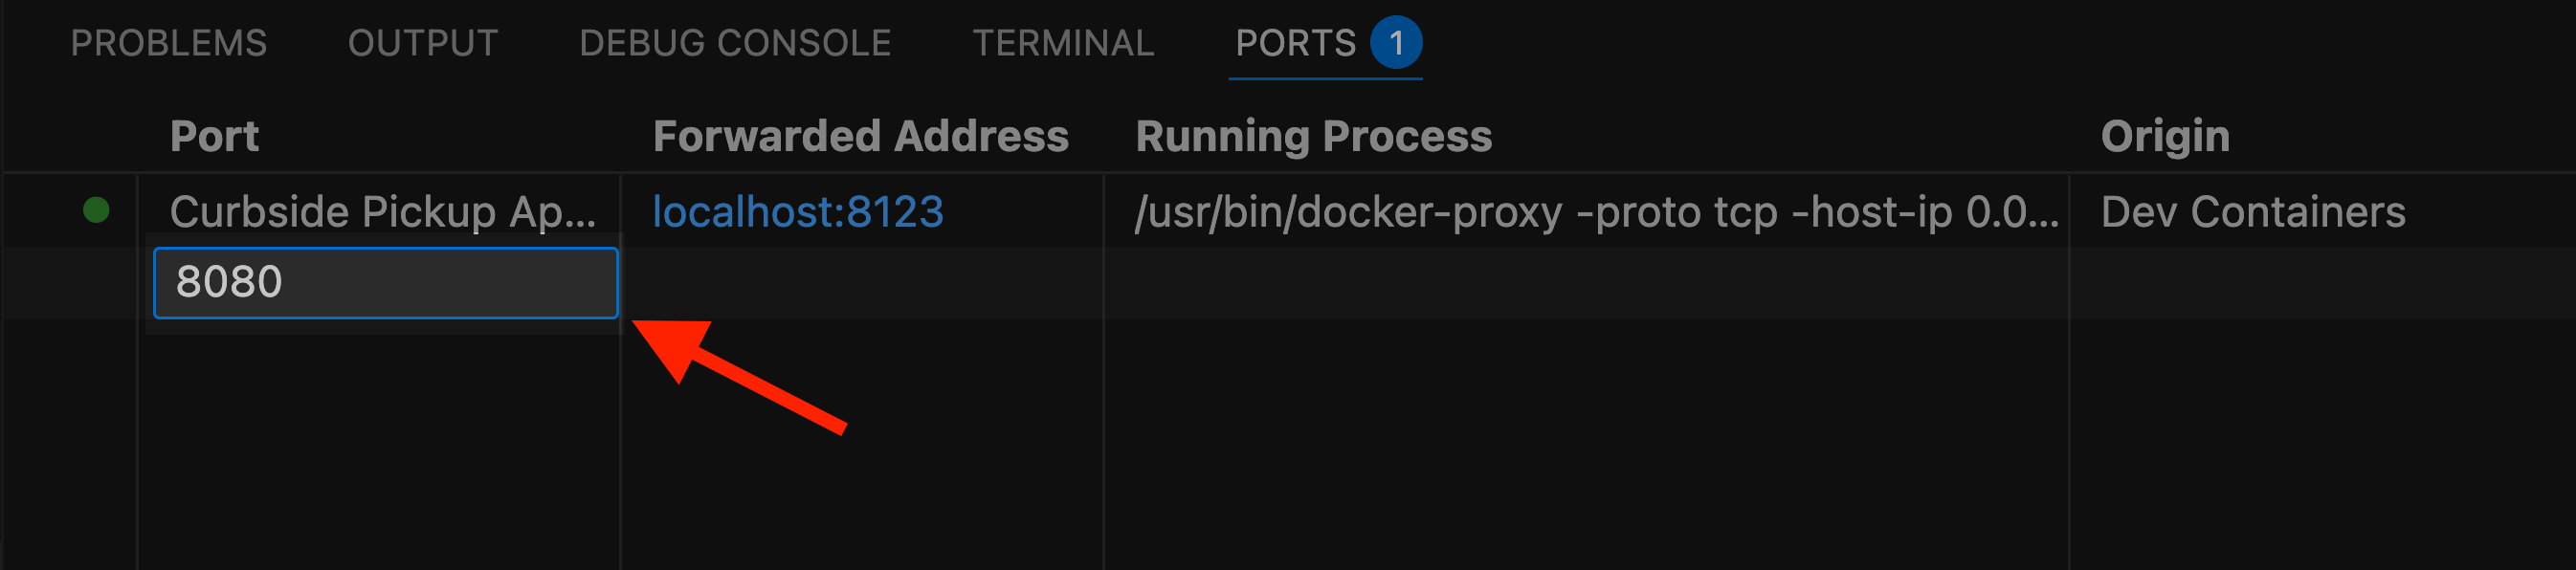 PROBLEMS OUTPUT DEBUG CONSOLE TERMINAL PORTS 1
Port Forwarded Address Running Process Origin
Curbside Pickup Ap... localhost:8123 /usr/bin/docker-proxy -proto tcp -host-ip 0.0... Dev Containers
8080